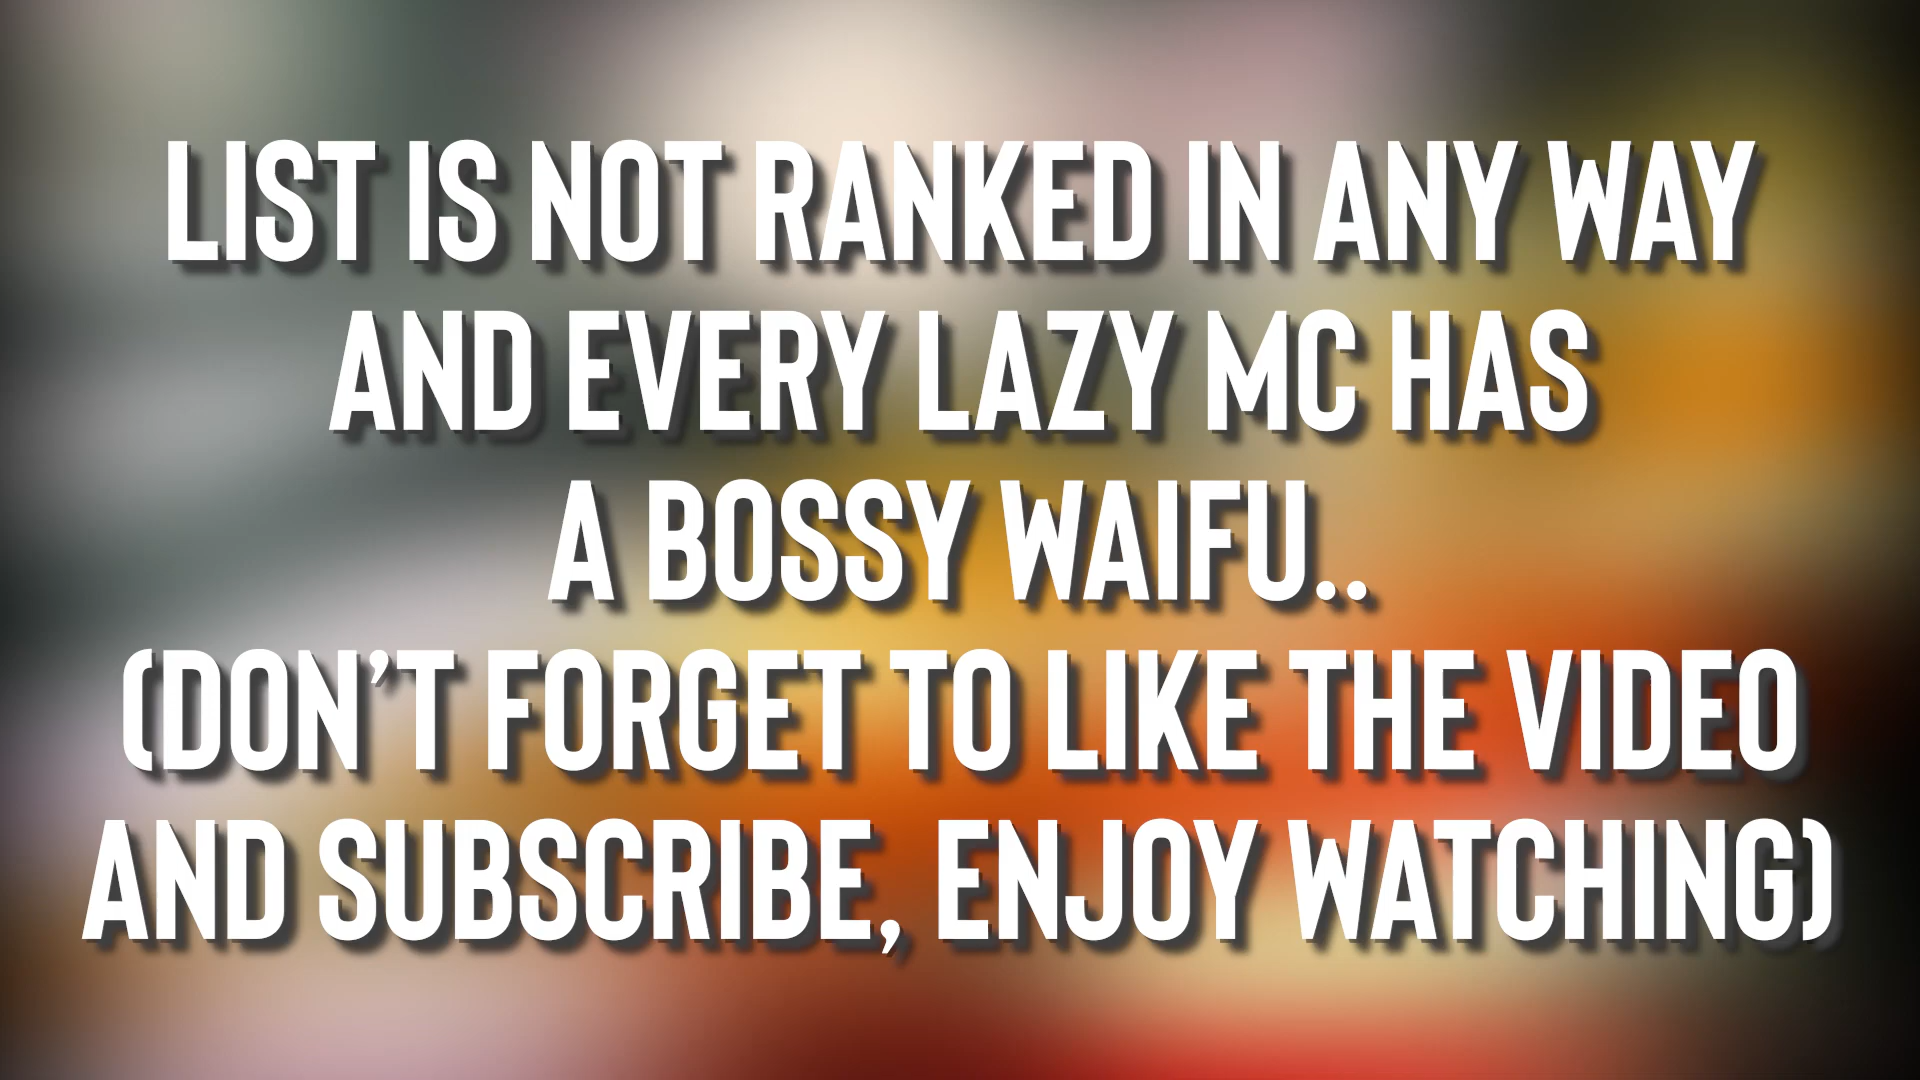 LIST IS NOT RANKED IN ANY WAY
AND EVERY LAZY MC HAS
A BOSSY WAIFU..
(DON'T FORGET TO LIKE THE VIDEO
AND SUBSCRIBE, ENJOY WATCHING)